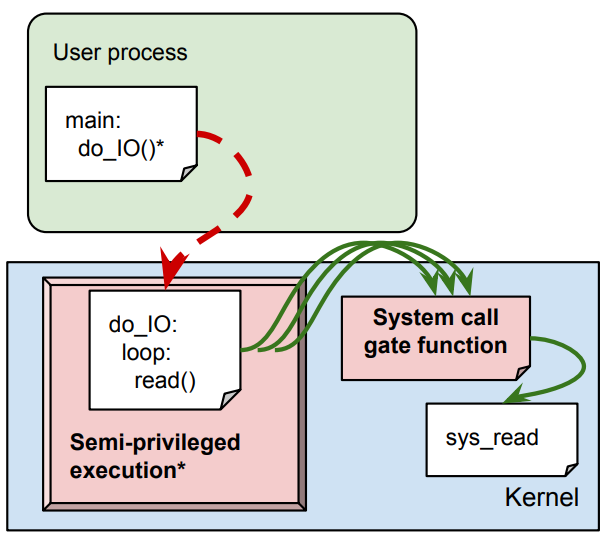 User process
main:
do_IO()*
do_IO:
loop:
read()
Semi-privileged
execution*
System call
gate function
sys_read
Kernel